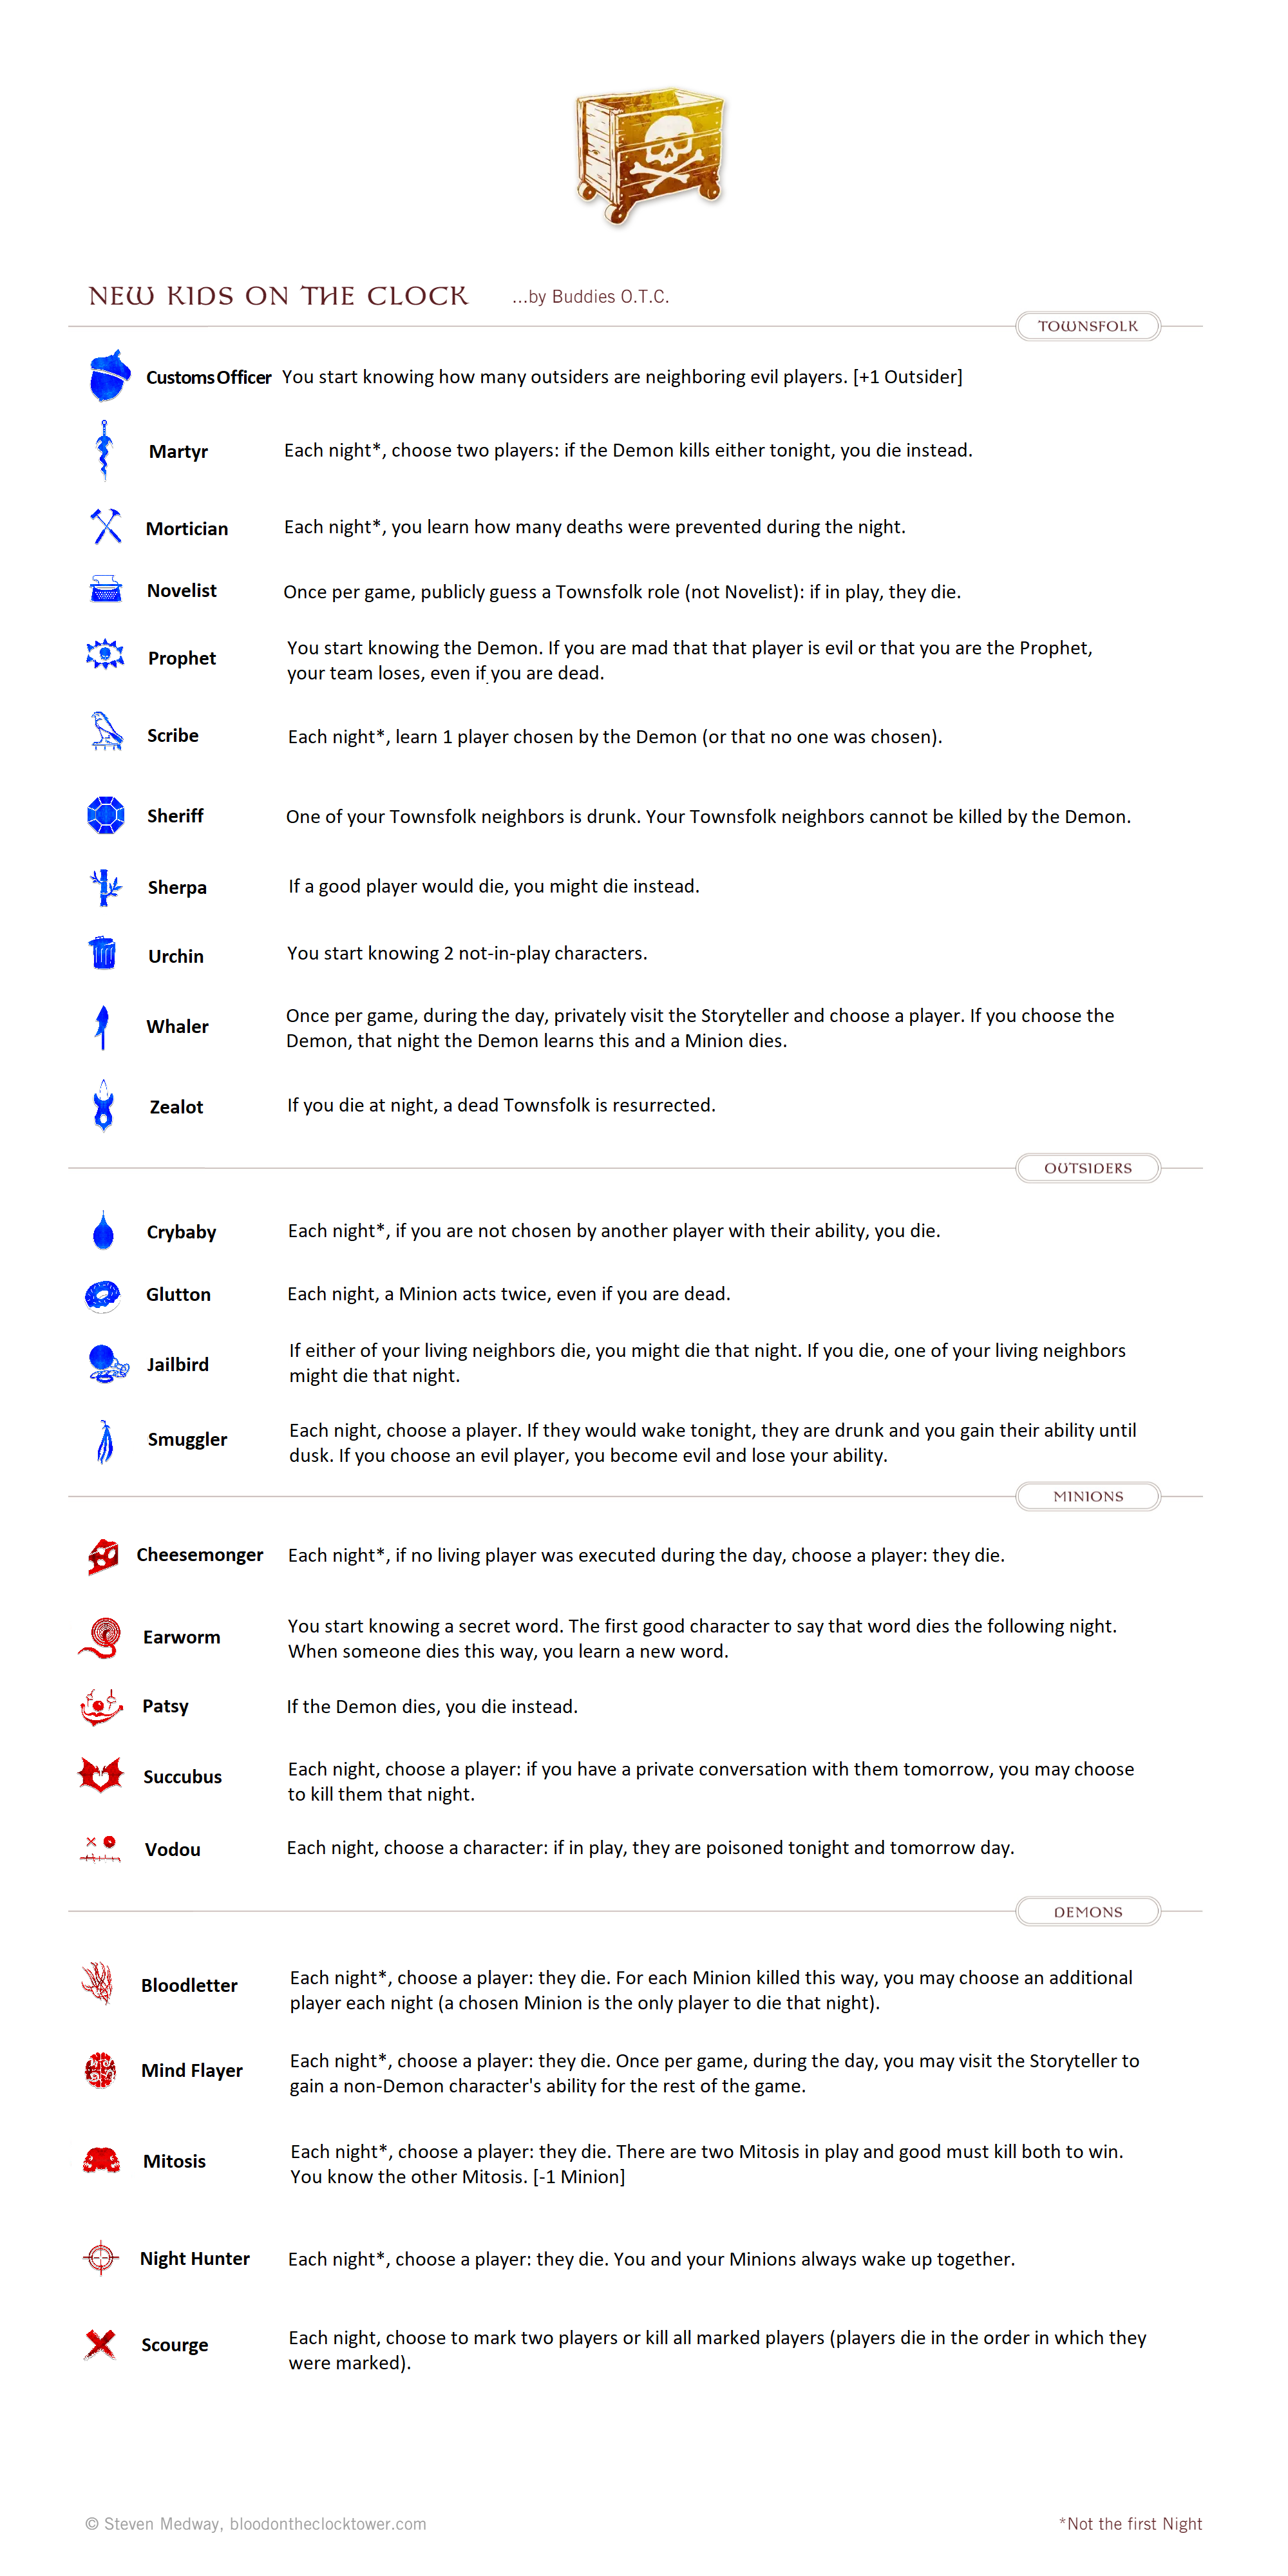 NEW KIDS ON THE CLOCK ...by Buddies O.T.C.
TOWNSFOLK
Customs Officer You start knowing how many outsiders are neighboring evil players. [+1 Outsider]
Martyr Each night*, choose two players: if the Demon kills either tonight, you die instead.
Mortician Each night*, you learn how many deaths were prevented during the night.
Novelist Once per game, publicly guess a Townsfolk role (not Novelist): if in play, they die.
Prophet You start knowing the Demon. If you are mad that that player is evil or that you are the Prophet,
your team loses, even if you are dead.
Scribe Each night*, learn 1 player chosen by the Demon (or that no one was chosen).
Sheriff One of your Townsfolk neighbors is drunk. Your Townsfolk neighbors cannot be killed by the Demon.
Sherpa If a good player would die, you might die instead.
Urchin You start knowing 2 not-in-play characters.
Whaler Once per game, during the day, privately visit the Storyteller and choose a player. If you choose the
Demon, that night the Demon learns this and a Minion dies.
Zealot If you die at night, a dead Townsfolk is resurrected.
OUTSIDERS
Crybaby Each night*, if you are not chosen by another player with their ability, you die.
Glutton Each night, a Minion acts twice, even if you are dead.
Jailbird If either of your living neighbors die, you might die that night. If you die, one of your living neighbors
might die that night.
Smuggler Each night, choose a player. If they would wake tonight, they are drunk and you gain their ability until
dusk. If you choose an evil player, you become evil and lose your ability.
MINIONS
Cheesemonger Each night*, if no living player was executed during the day, choose a player: they die.
Earworm You start knowing a secret word. The first good character to say that word dies the following night.
When someone dies this way, you learn a new word.
Patsy If the Demon dies, you die instead.
Succubus Each night, choose a player: if you have a private conversation with them tomorrow, you may choose
to kill them that night.
Vodou Each night, choose a character: if in play, they are poisoned tonight and tomorrow day.
DEMONS
Bloodletter Each night*, choose a player: they die. For each Minion killed this way, you may choose an additional
player each night (a chosen Minion is the only player to die that night).
Mind Flayer Each night*, choose a player: they die. Once per game, during the day, you may visit the Storyteller to
gain a non-Demon character's ability for the rest of the game.
Mitosis Each night*, choose a player: they die. There are two Mitosis in play and good must kill both to win.
You know the other Mitosis. [-1 Minion]
Night Hunter Each night*, choose a player: they die. You and your Minions always wake up together.
Scourge Each night, choose to mark two players or kill all marked players (players die in the order in which they
were marked).
© Steven Medway, bloodontheclocktower.com *Not the first Night